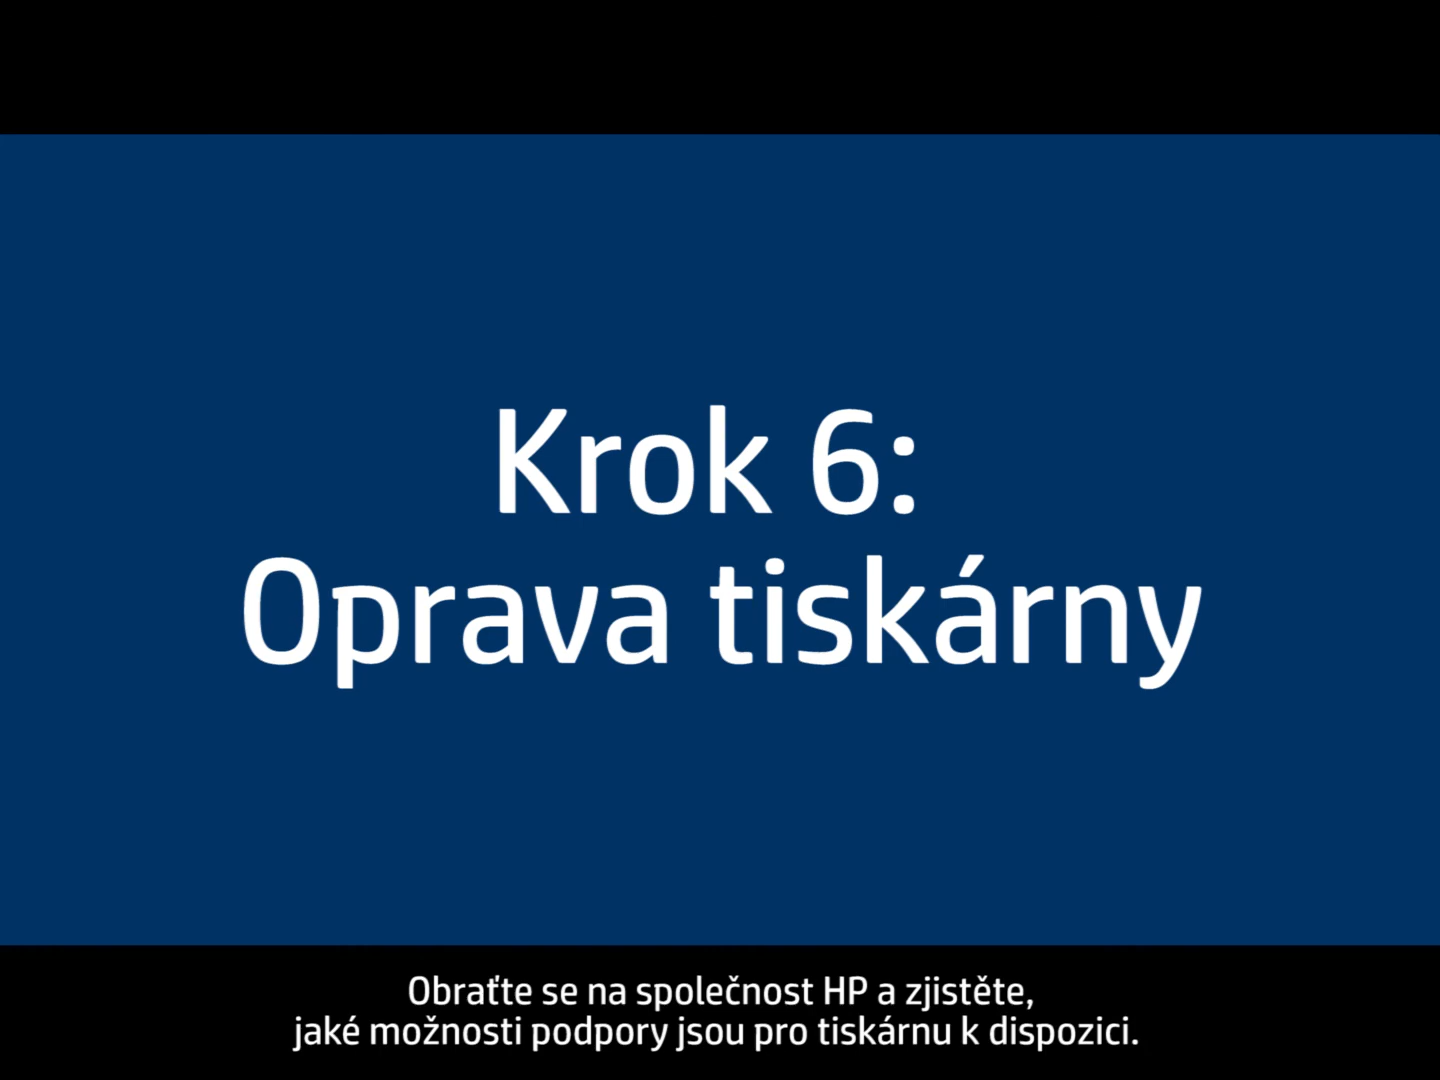 Krok 6:
Oprava tiskárny
Obraťte se na společnost HP a zjistěte,
jaké možnosti podpory jsou pro tiskárnu k dispozici.